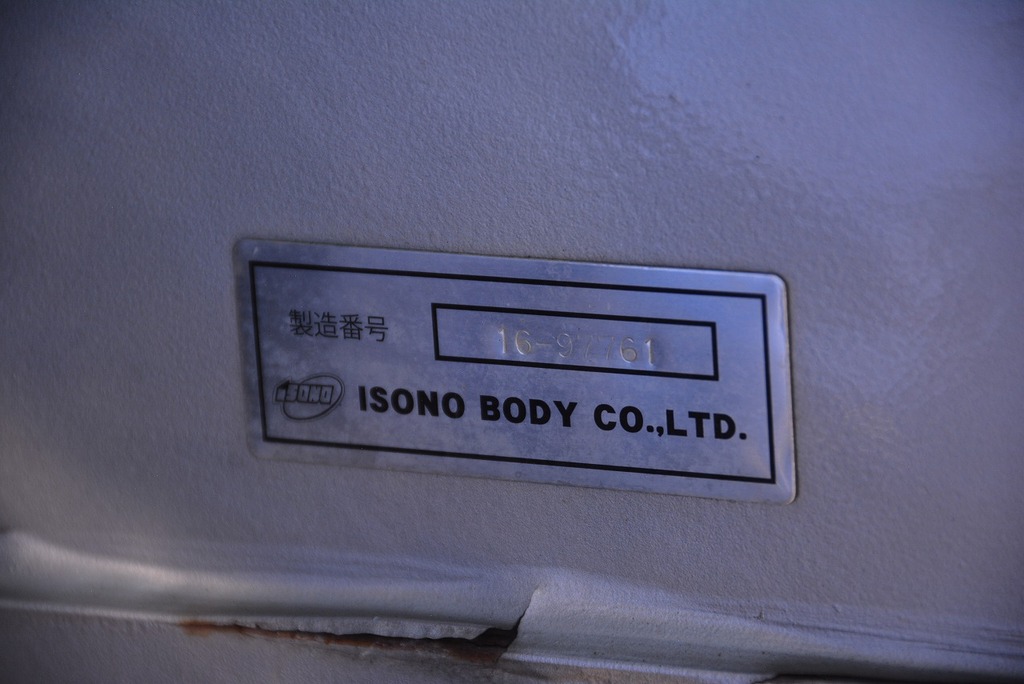 製造番号 16-97761
ISONO ISONO BODY CO.,LTD.